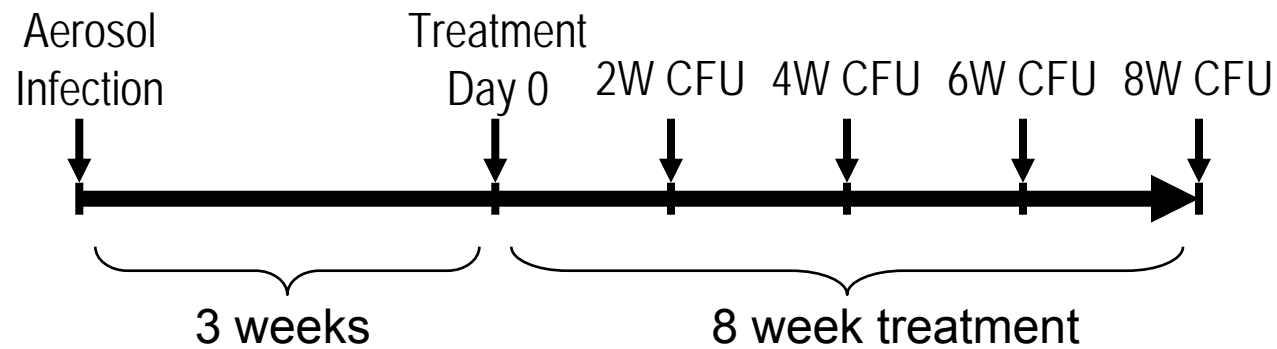 Aerosol
Infection
Treatment
Day 0
2W CFU
4W CFU
6W CFU
8W CFU
3 weeks
8 week treatment